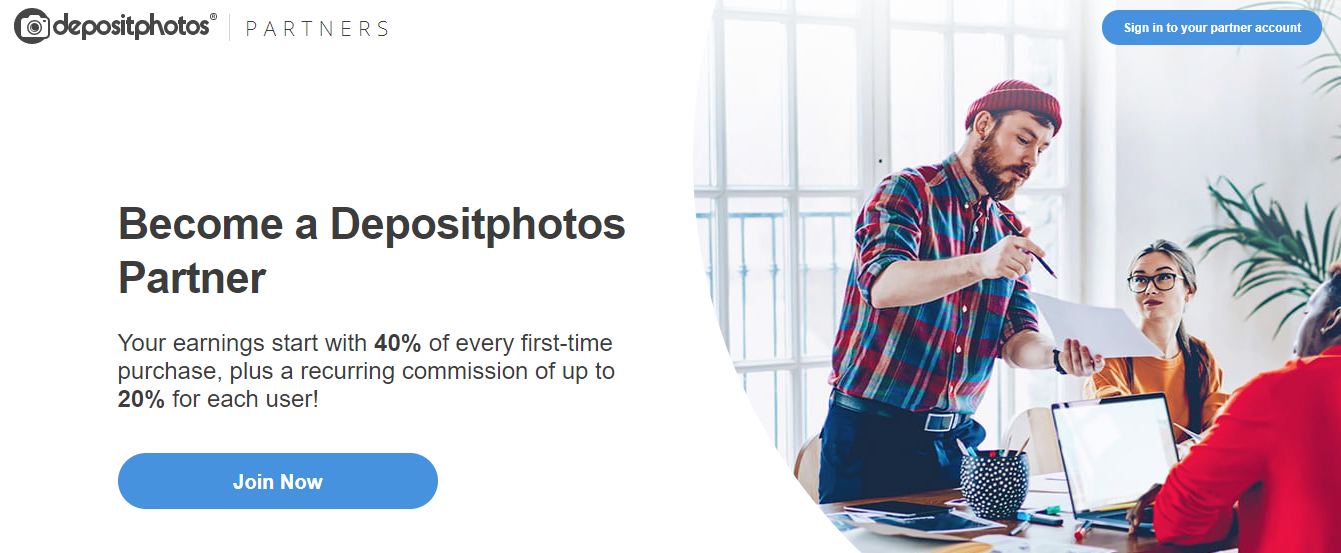 depositphotos® PARTNERS
Sign in to your partner account
Become a Depositphotos
Partner
Your earnings start with 40% of every first-time
purchase, plus a recurring commission of up to
20% for each user!
Join Now